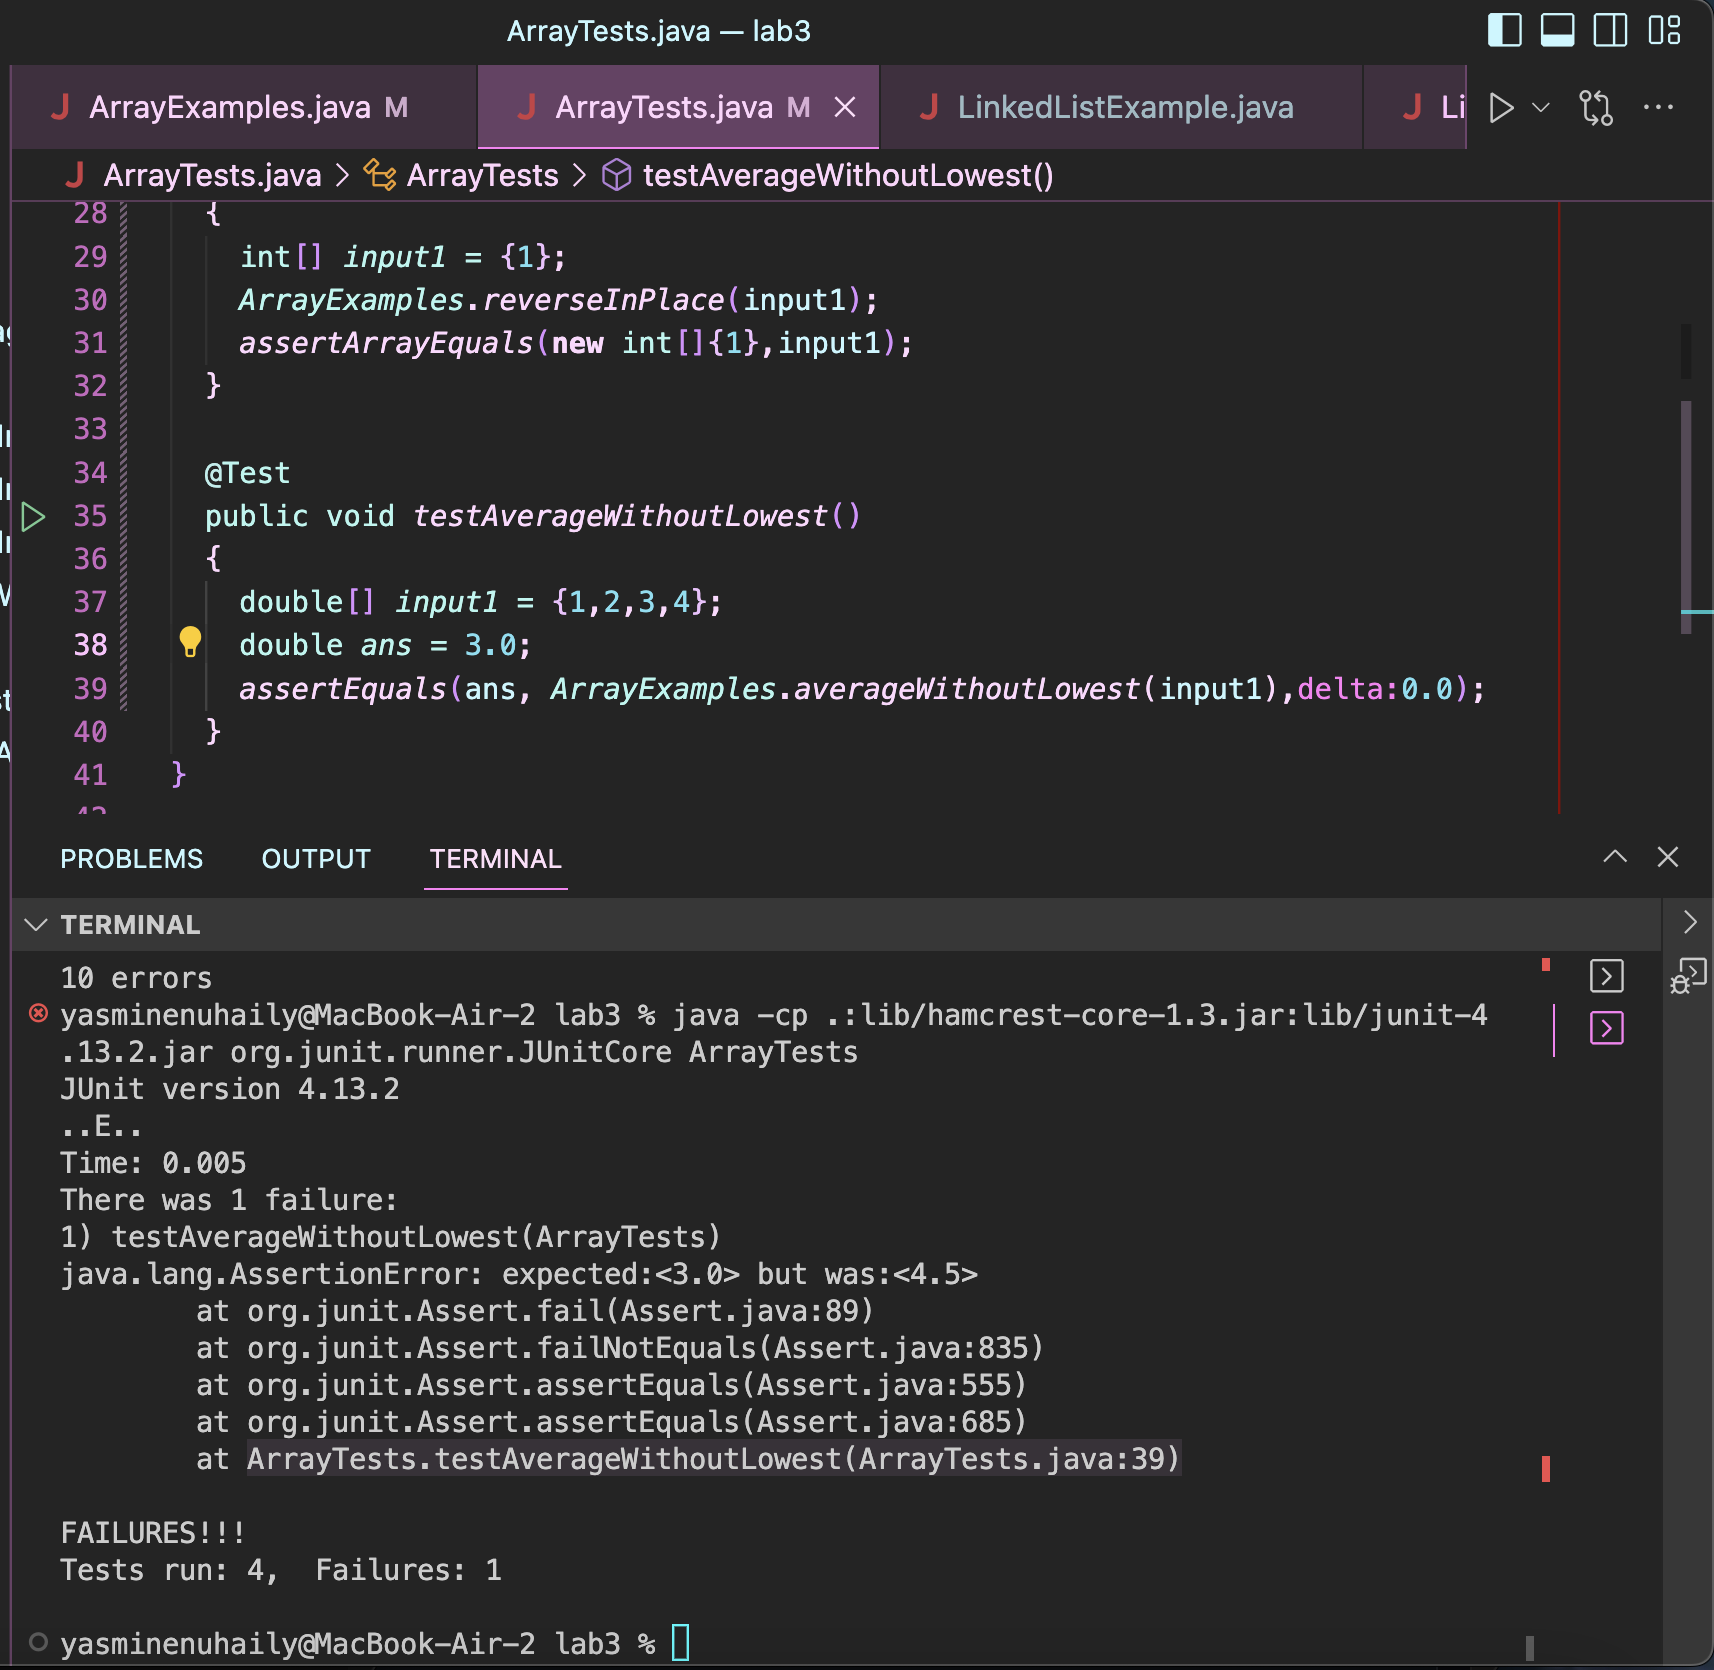 ArrayTests.java — lab3
J ArrayExamples.java M J ArrayTests.java M J LinkedListExample.java J Li
J ArrayTests.java > ArrayTests > testAverageWithoutLowest()
28 {
29 int[] input1 = {1};
30 ArrayExamples.reverseInPlace(input1);
31 assertArrayEquals(new int[]{1},input1);
32 }
33
34 @Test
35 public void testAverageWithoutLowest()
36 {
37 double[] input1 = {1,2,3,4};
38 double ans = 3.0;
39 assertEquals(ans, ArrayExamples.averageWithoutLowest(input1),delta:0.0);
40 }
41 }
PROBLEMS OUTPUT TERMINAL
TERMINAL
10 errors
yasminenuhaily@MacBook-Air-2 lab3 % java -cp .:lib/hamcrest-core-1.3.jar:lib/junit-4
.13.2.jar org.junit.runner.JUnitCore ArrayTests
JUnit version 4.13.2
..E..
Time: 0.005
There was 1 failure:
1) testAverageWithoutLowest(ArrayTests)
java.lang.AssertionError: expected:<3.0> but was:<4.5>
at org.junit.Assert.fail(Assert.java:89)
at org.junit.Assert.failNotEquals(Assert.java:835)
at org.junit.Assert.assertEquals(Assert.java:555)
at org.junit.Assert.assertEquals(Assert.java:685)
at ArrayTests.testAverageWithoutLowest(ArrayTests.java:39)
FAILURES!!!
Tests run: 4,  Failures: 1
yasminenuhaily@MacBook-Air-2 lab3 %